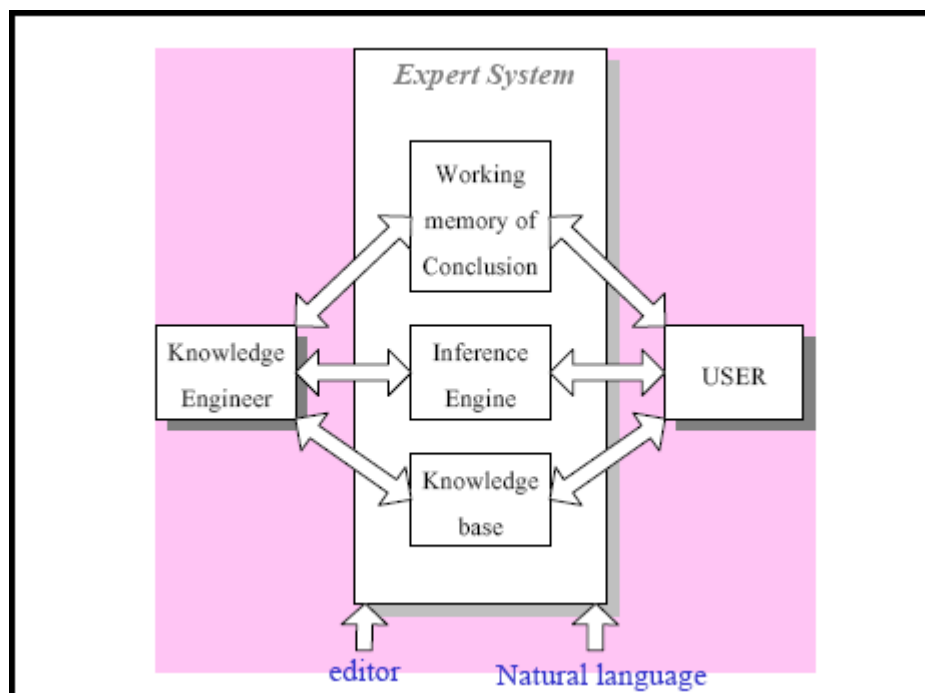 Expert System
Working
memory of
Conclusion
Knowledge
Engineer
Inference
Engine
USER
Knowledge
base
editor
Natural language